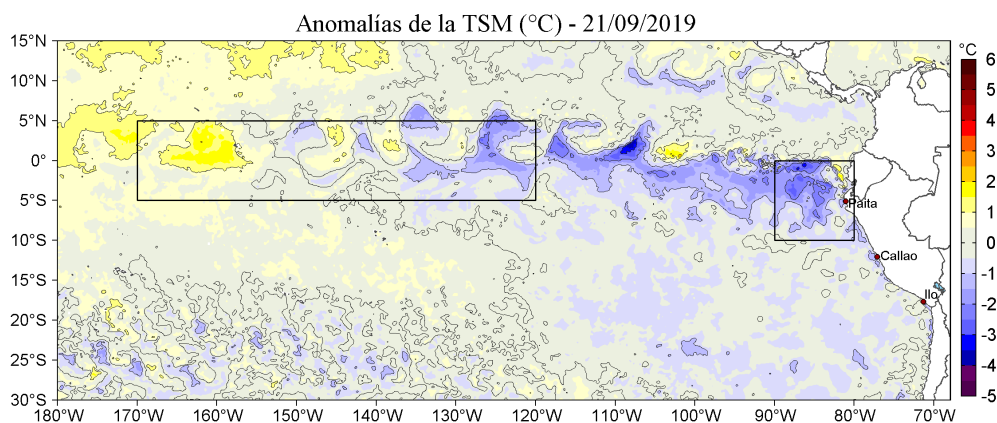 Anomalías de la TSM (°C) - 21/09/2019
15°N
10°N
5°N
0°
5°S
10°S
15°S
20°S
25°S
30°S
180°W
170°W
160°W
150°W
140°W
130°W
120°W
110°W
100°W
90°W
80°W
70°W
Paita
Callao
Ilo
°C
6
5
4
3
2
1
0
-1
-2
-3
-4
-5